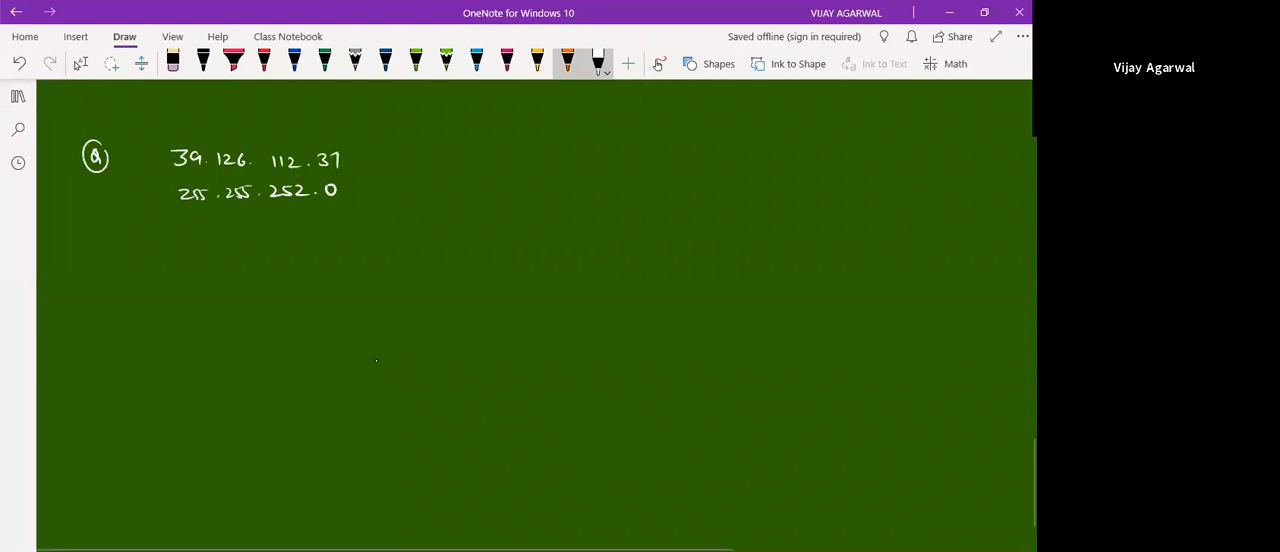 OneNote for Windows 10
VIJAY AGARWAL
Home Insert Draw View Help Class Notebook
Saved offline (sign in required) Share
Shapes Ink to Shape Ink to Text Math
Vijay Agarwal
Q 39.126.112.37
255.255.252.0